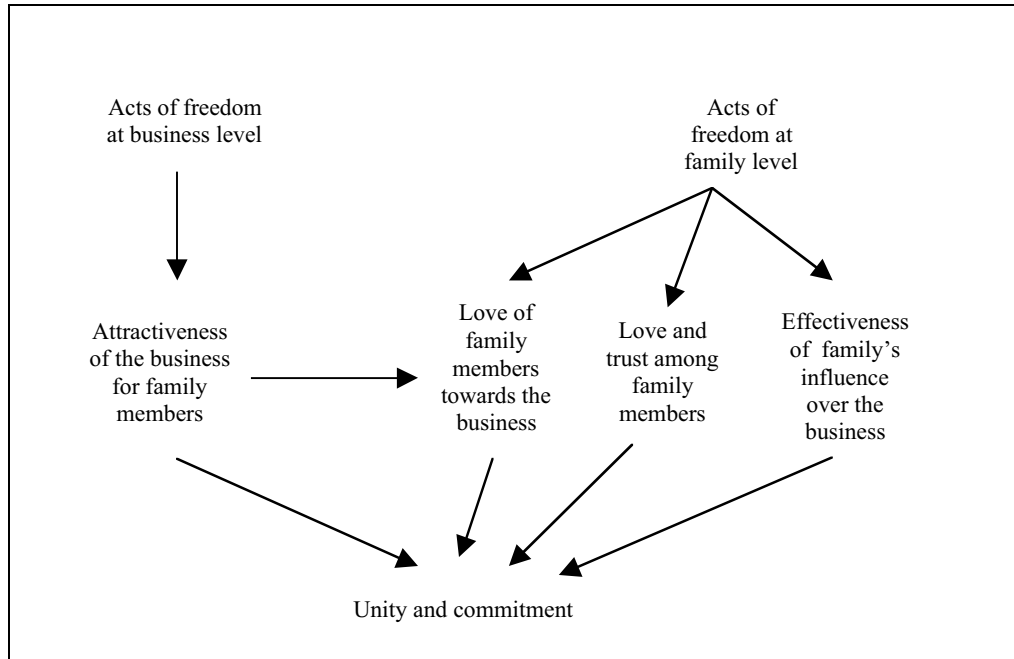 Acts of freedom
at business level
Acts of
freedom at
family level
Attractiveness
of the business
for family
members
Love of
family
members
towards the
business
Love and
trust among
family
members
Effectiveness
of family’s
influence
over the
business
Unity and commitment